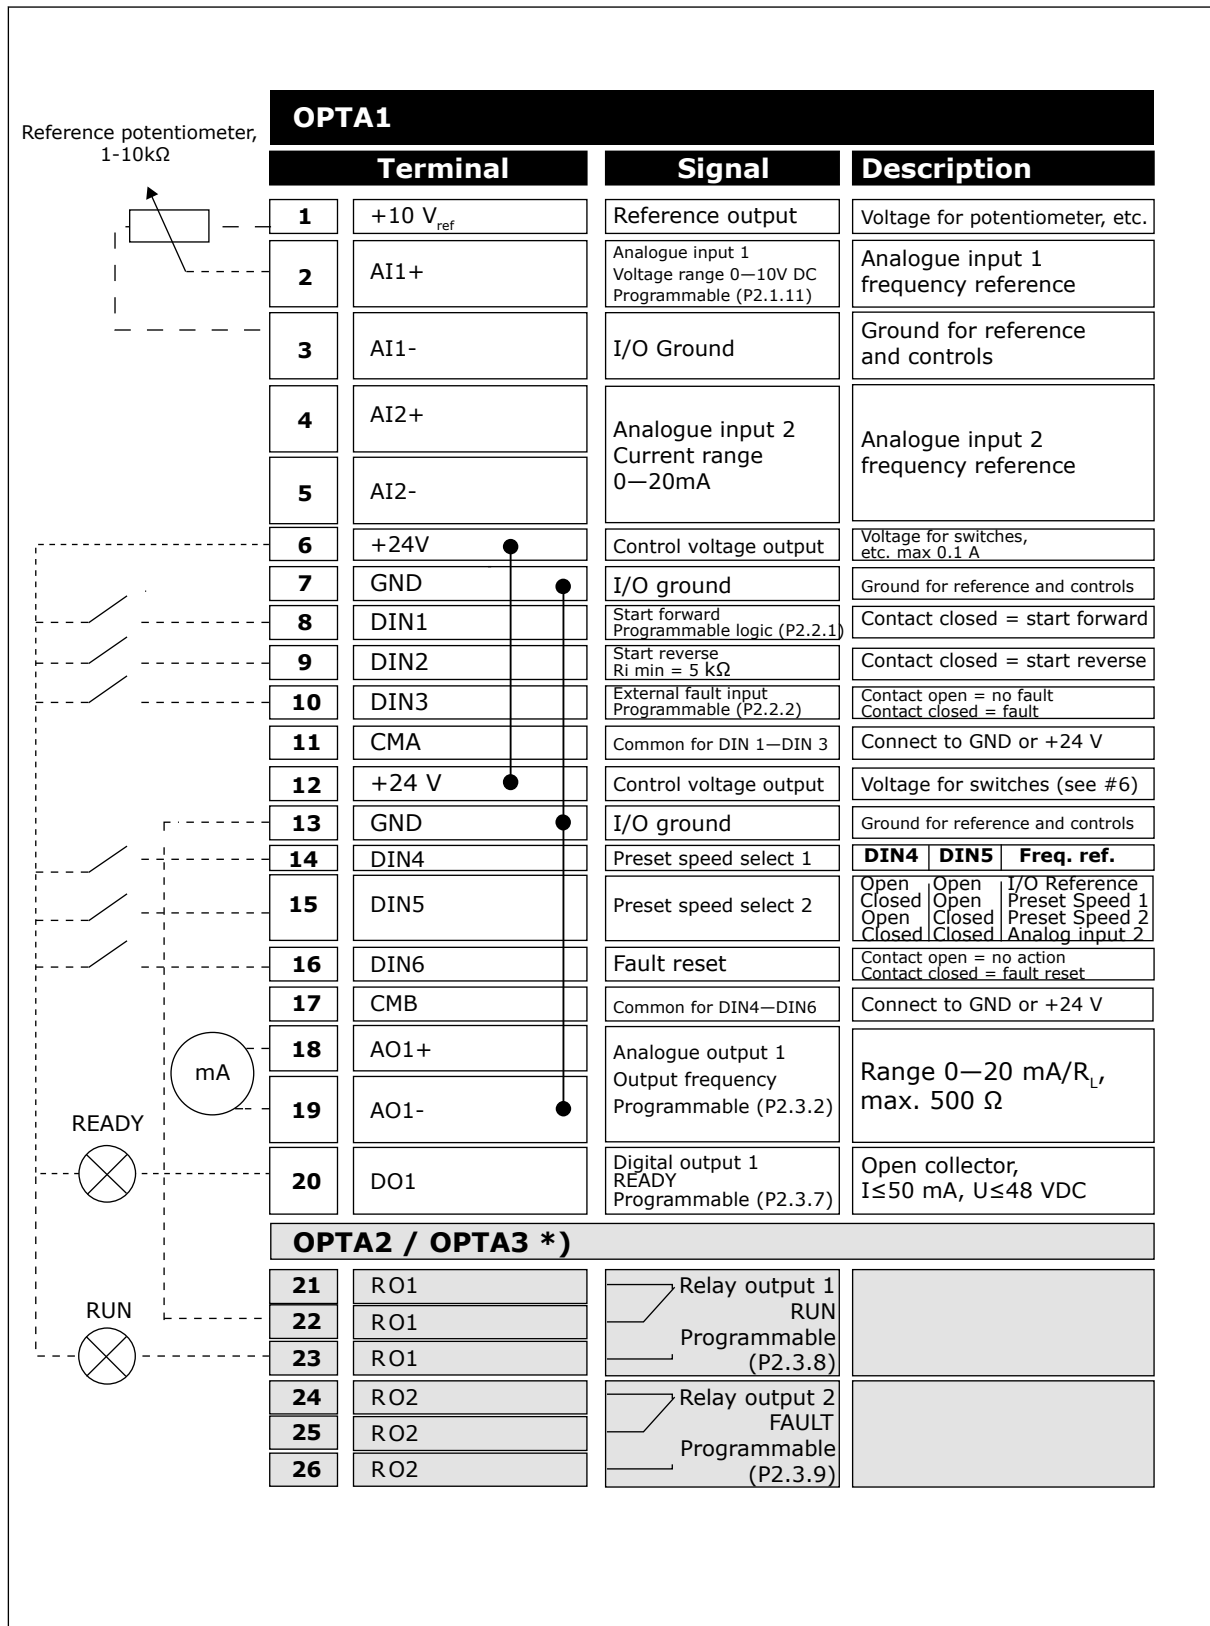 OPTA1
Reference potentiometer,
1-10kΩ
Terminal Signal Description
1 +10 Vref Reference output Voltage for potentiometer, etc.
2 AI1+ Analogue input 1
Voltage range 0—10V DC
Programmable (P2.1.11)
Analogue input 1
frequency reference
3 AI1- I/O Ground Ground for reference
and controls
4 AI2+
5 AI2-
Analogue input 2
Current range
0—20mA
Analogue input 2
frequency reference
6 +24V Control voltage output Voltage for switches,
etc. max 0.1 A
7 GND I/O ground Ground for reference and controls
8 DIN1 Start forward
Programmable logic (P2.2.1)
Contact closed = start forward
9 DIN2 Start reverse
Ri min = 5 kΩ
Contact closed = start reverse
10 DIN3 External fault input
Programmable (P2.2.2)
Contact open = no fault
Contact closed = fault
11 CMA Common for DIN 1—DIN 3 Connect to GND or +24 V
12 +24 V Control voltage output Voltage for switches (see #6)
13 GND I/O ground Ground for reference and controls
14 DIN4 Preset speed select 1 DIN4 DIN5 Freq. ref.
15 DIN5 Preset speed select 2
Open Open I/O Reference
Closed Open Preset Speed 1
Open Closed Preset Speed 2
Closed Closed Analog input 2
16 DIN6 Fault reset Contact open = no action
Contact closed = fault reset
17 CMB Common for DIN4—DIN6 Connect to GND or +24 V
mA
18 AO1+
19 AO1-
Analogue output 1
Output frequency
Programmable (P2.3.2)
Range 0—20 mA/RL,
max. 500 Ω
READY
20 DO1 Digital output 1
READY
Programmable (P2.3.7)
Open collector,
I≤50 mA, U≤48 VDC
OPTA2 / OPTA3 *)
RUN
21 RO1
22 RO1
23 RO1
Relay output 1
RUN
Programmable
(P2.3.8)
24 RO2
25 RO2
26 RO2
Relay output 2
FAULT
Programmable
(P2.3.9)